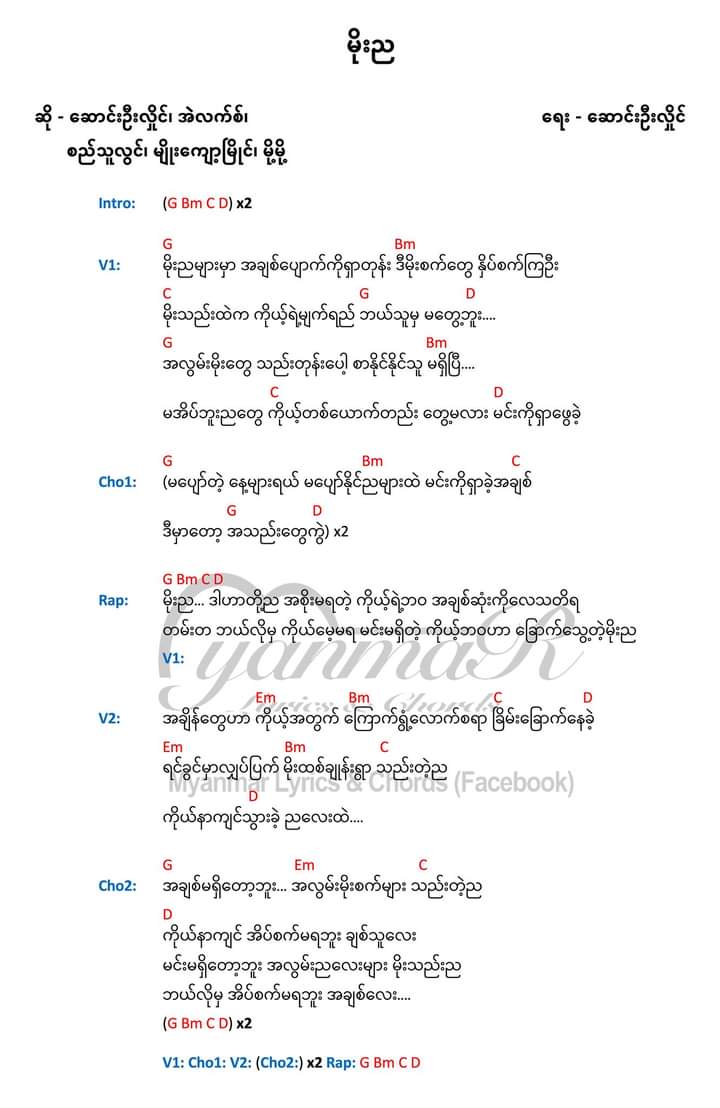 မိုးည
ဆို - ဆောင်းဦးလှိုင်၊ အဲလက်စ်၊ ရေး - ဆောင်းဦးလှိုင်
စည်သူလွင်၊ မျိုးကျော့မြိုင်၊ မို့မို့
Intro: (G Bm C D) x2
G Bm
V1: မိုးညများမှာ အချစ်ပျောက်ကိုရှာတုန်း ဒီမိုးစက်တွေ နှိပ်စက်ကြဦး
C G D
မိုးသည်းထဲက ကိုယ့်ရဲ့မျက်ရည် ဘယ်သူမှ မတွေ့ဘူး....
G Bm
အလွမ်းမိုးတွေ သည်းတုန်းပေါ့ စာနိုင်နိုင်သူ မရှိပြီ....
C D
မအိပ်ဘူးညတွေ ကိုယ့်တစ်ယောက်တည်း တွေ့မလား မင်းကိုရှာဖွေခဲ့
G Bm C
Cho1: (မပျော်တဲ့ နေ့များရယ် မပျော်နိုင်ညများထဲ မင်းကိုရှာခဲ့အချစ်
G D
ဒီမှာတော့ အသည်းတွေကွဲ) x2
G Bm C D
Rap: မိုးည... ဒါဟာတို့ည အစိုးမရတဲ့ ကိုယ့်ရဲ့ဘဝ အချစ်ဆုံးကိုလေသတိရ
တမ်းတ ဘယ်လိုမှ ကိုယ်မေ့မရ မင်းမရှိတဲ့ ကိုယ့်ဘဝဟာ ခြောက်သွေ့တဲ့မိုးည
V1:
MyanmaR
Lyrics & Chords
Em Bm C D
V2: အချိန်တွေဟာ ကိုယ့်အတွက် ကြောက်ရွံ့လောက်စရာ ခြိမ်းခြောက်နေခဲ့
Em Bm C
ရင်ခွင်မှာလျှပ်ပြက် မိုးထစ်ချုန်းရွာ သည်းတဲ့ည
Myanmar Lyrics & Chords (Facebook)
D
ကိုယ်နာကျင်သွားခဲ့ ညလေးထဲ....
G Em C
Cho2: အချစ်မရှိတော့ဘူး... အလွမ်းမိုးစက်များ သည်းတဲ့ည
D
ကိုယ်နာကျင် အိပ်စက်မရဘူး ချစ်သူလေး
မင်းမရှိတော့ဘူး အလွမ်းညလေးများ မိုးသည်းည
ဘယ်လိုမှ အိပ်စက်မရဘူး အချစ်လေး....
(G Bm C D) x2
V1: Cho1: V2: (Cho2:) x2 Rap: G Bm C D